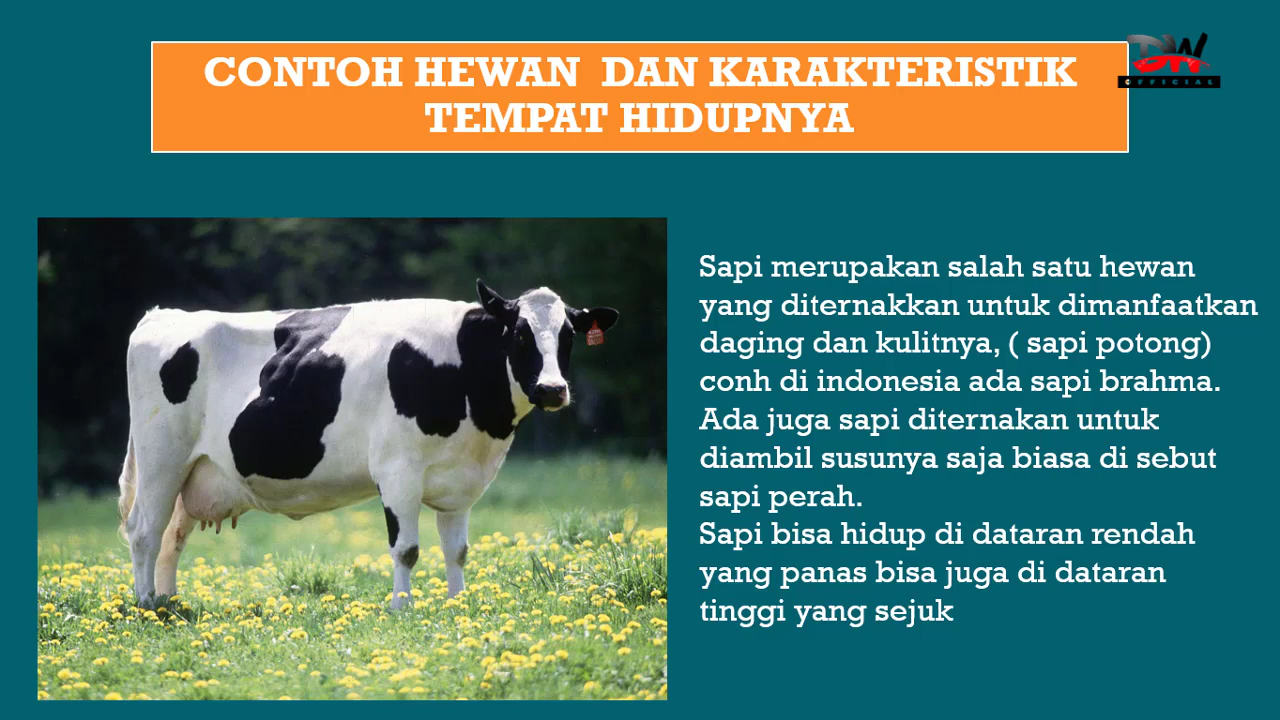 CONTOH HEWAN DAN KARAKTERISTIK
TEMPAT HIDUPNYA
DW
OFFICIAL
Sapi merupakan salah satu hewan
yang diternakkan untuk dimanfaatkan
daging dan kulitnya, ( sapi potong)
conh di indonesia ada sapi brahma.
Ada juga sapi diternakan untuk
diambil susunya saja biasa di sebut
sapi perah.
Sapi bisa hidup di dataran rendah
yang panas bisa juga di dataran
tinggi yang sejuk